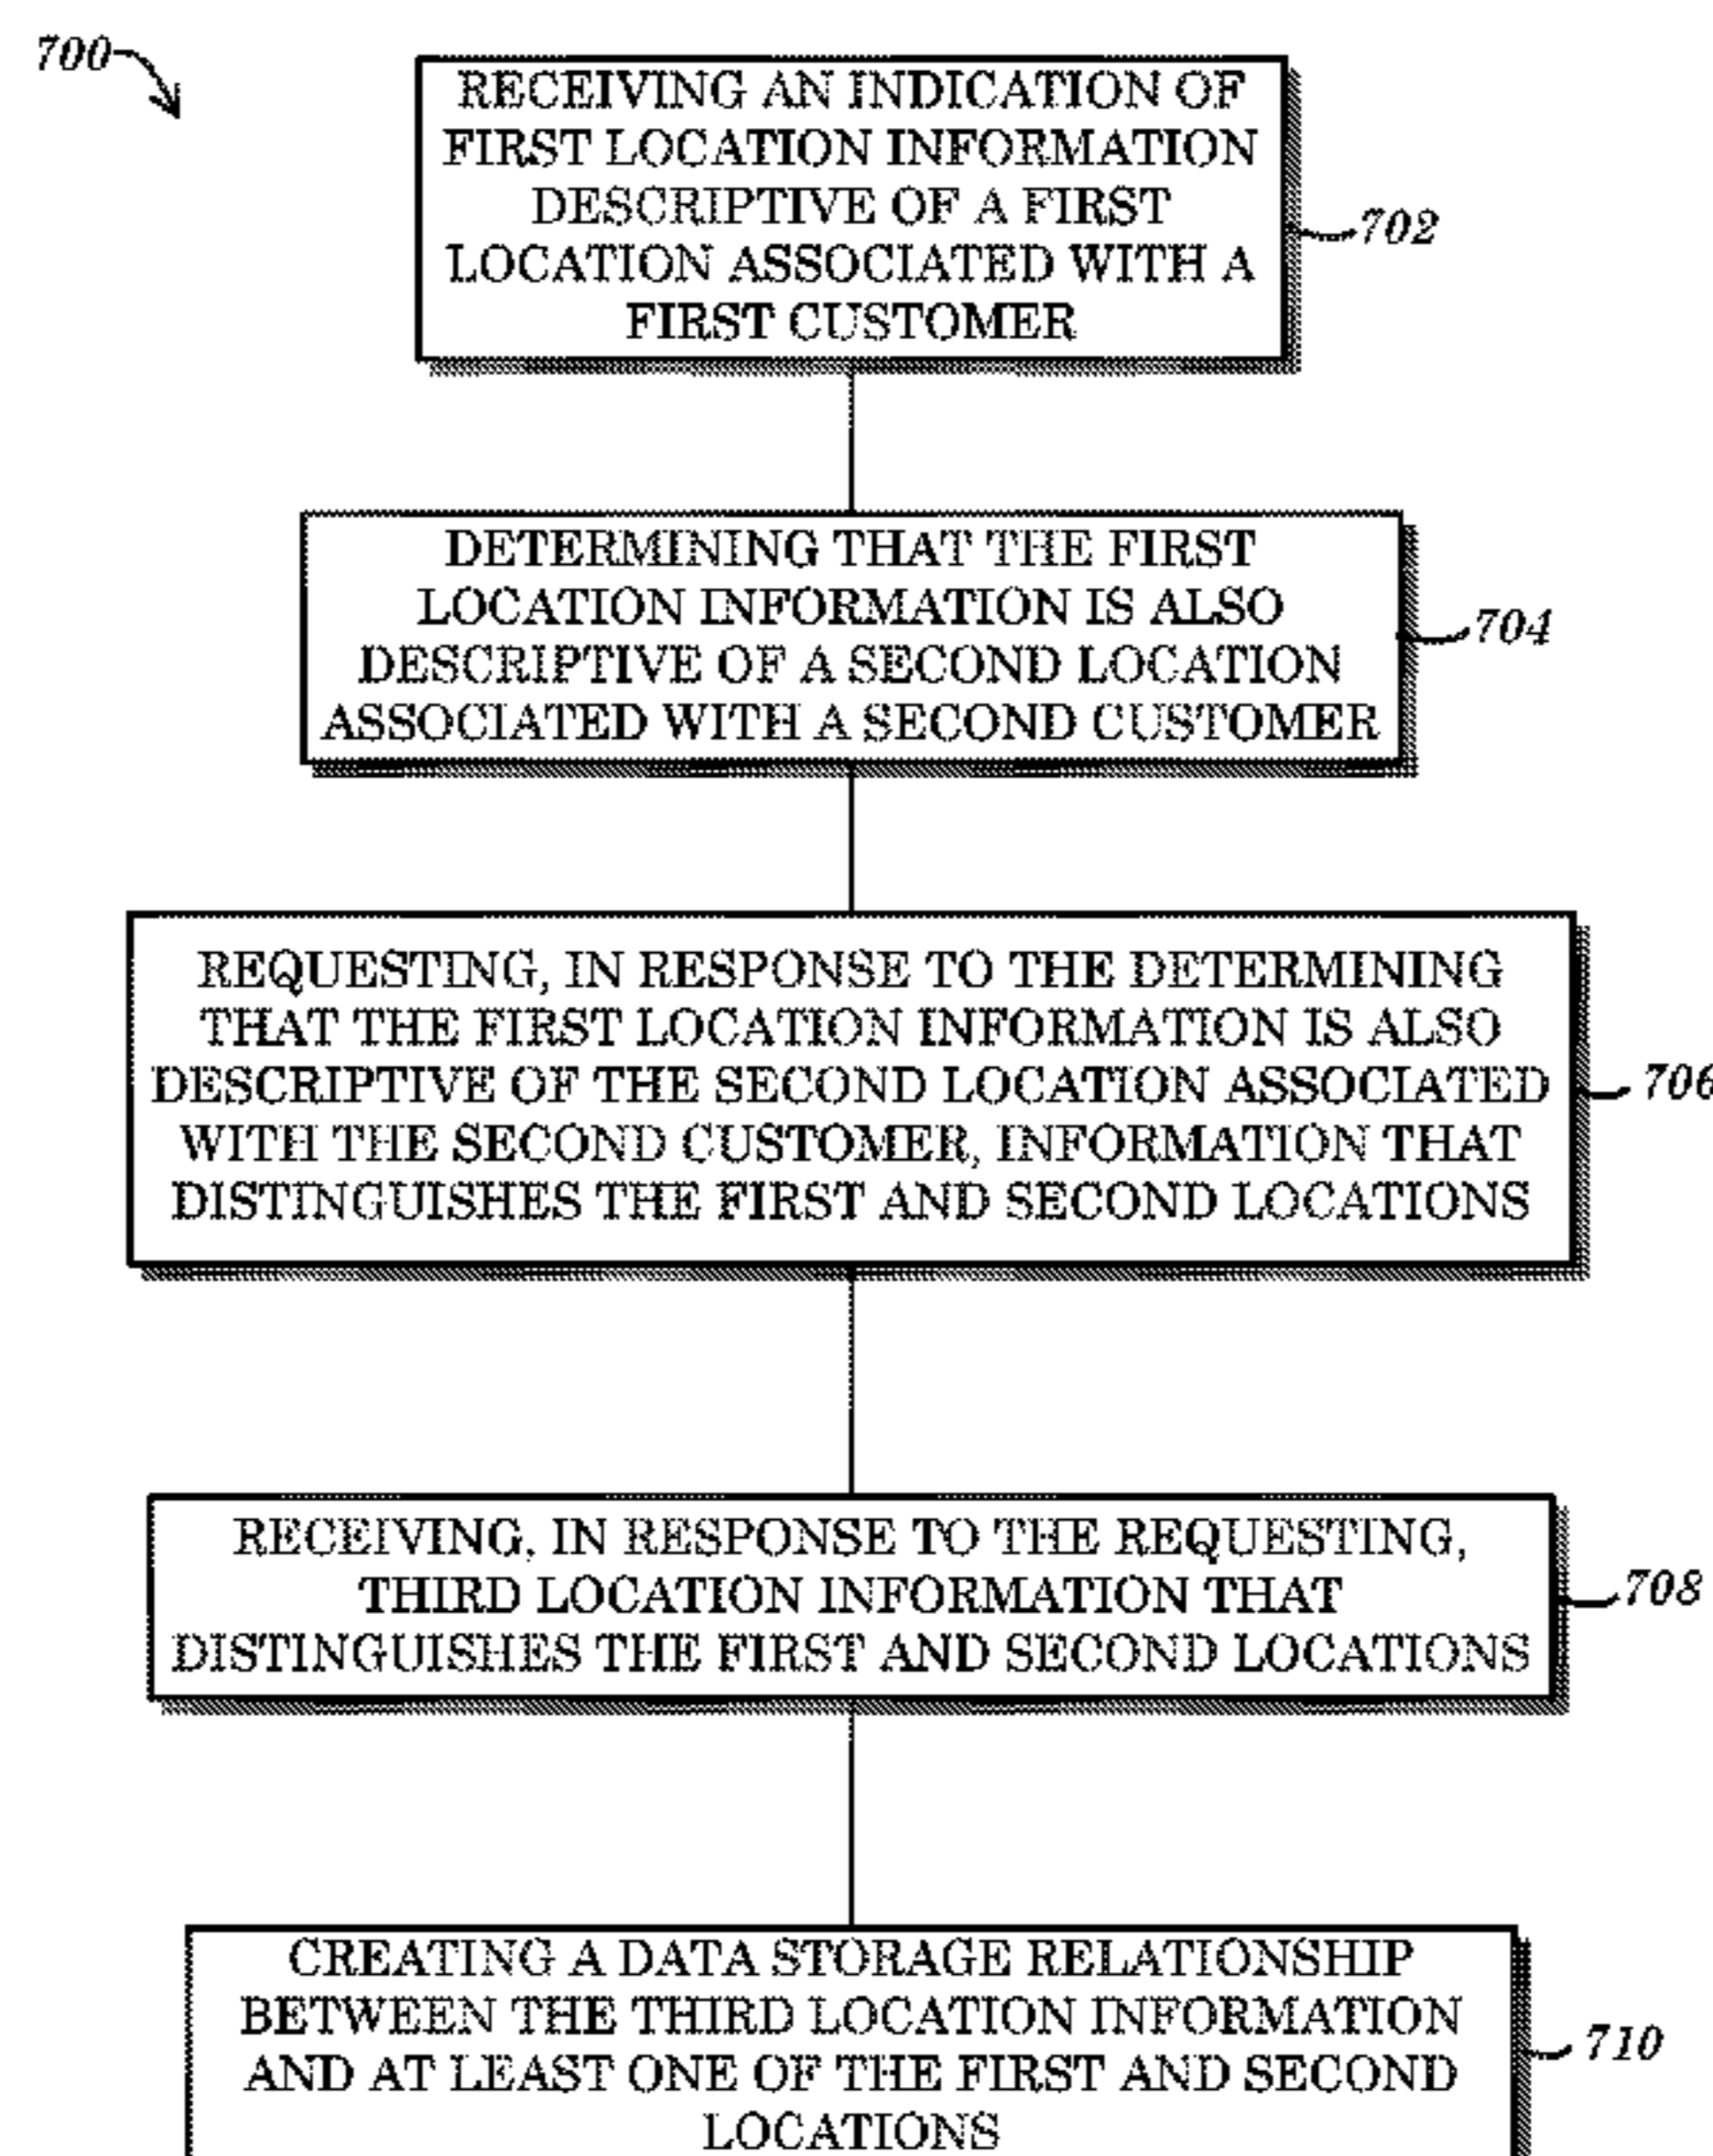 700
RECEIVING AN INDICATION OF
FIRST LOCATION INFORMATION
DESCRIPTIVE OF A FIRST
LOCATION ASSOCIATED WITH A
FIRST CUSTOMER
702
DETERMINING THAT THE FIRST
LOCATION INFORMATION IS ALSO
DESCRIPTIVE OF A SECOND LOCATION
ASSOCIATED WITH A SECOND CUSTOMER
704
REQUESTING, IN RESPONSE TO THE DETERMINING
THAT THE FIRST LOCATION INFORMATION IS ALSO
DESCRIPTIVE OF THE SECOND LOCATION ASSOCIATED
WITH THE SECOND CUSTOMER, INFORMATION THAT
DISTINGUISHES THE FIRST AND SECOND LOCATIONS
706
RECEIVING, IN RESPONSE TO THE REQUESTING,
THIRD LOCATION INFORMATION THAT
DISTINGUISHES THE FIRST AND SECOND LOCATIONS
708
CREATING A DATA STORAGE RELATIONSHIP
BETWEEN THE THIRD LOCATION INFORMATION
AND AT LEAST ONE OF THE FIRST AND SECOND
LOCATIONS
710